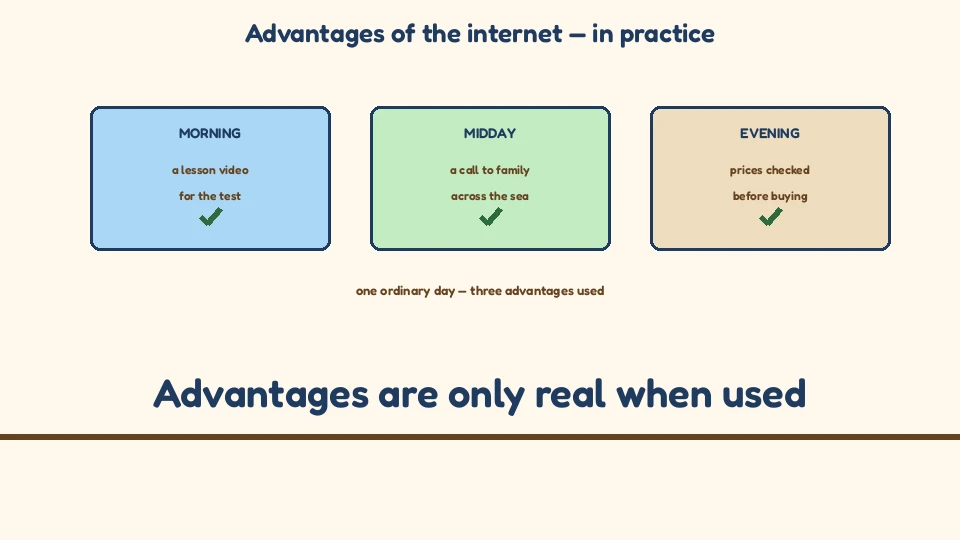 Advantages of the internet — in practice
MORNING
a lesson video
for the test
MIDDAY
a call to family
across the sea
EVENING
prices checked
before buying
one ordinary day — three advantages used
Advantages are only real when used